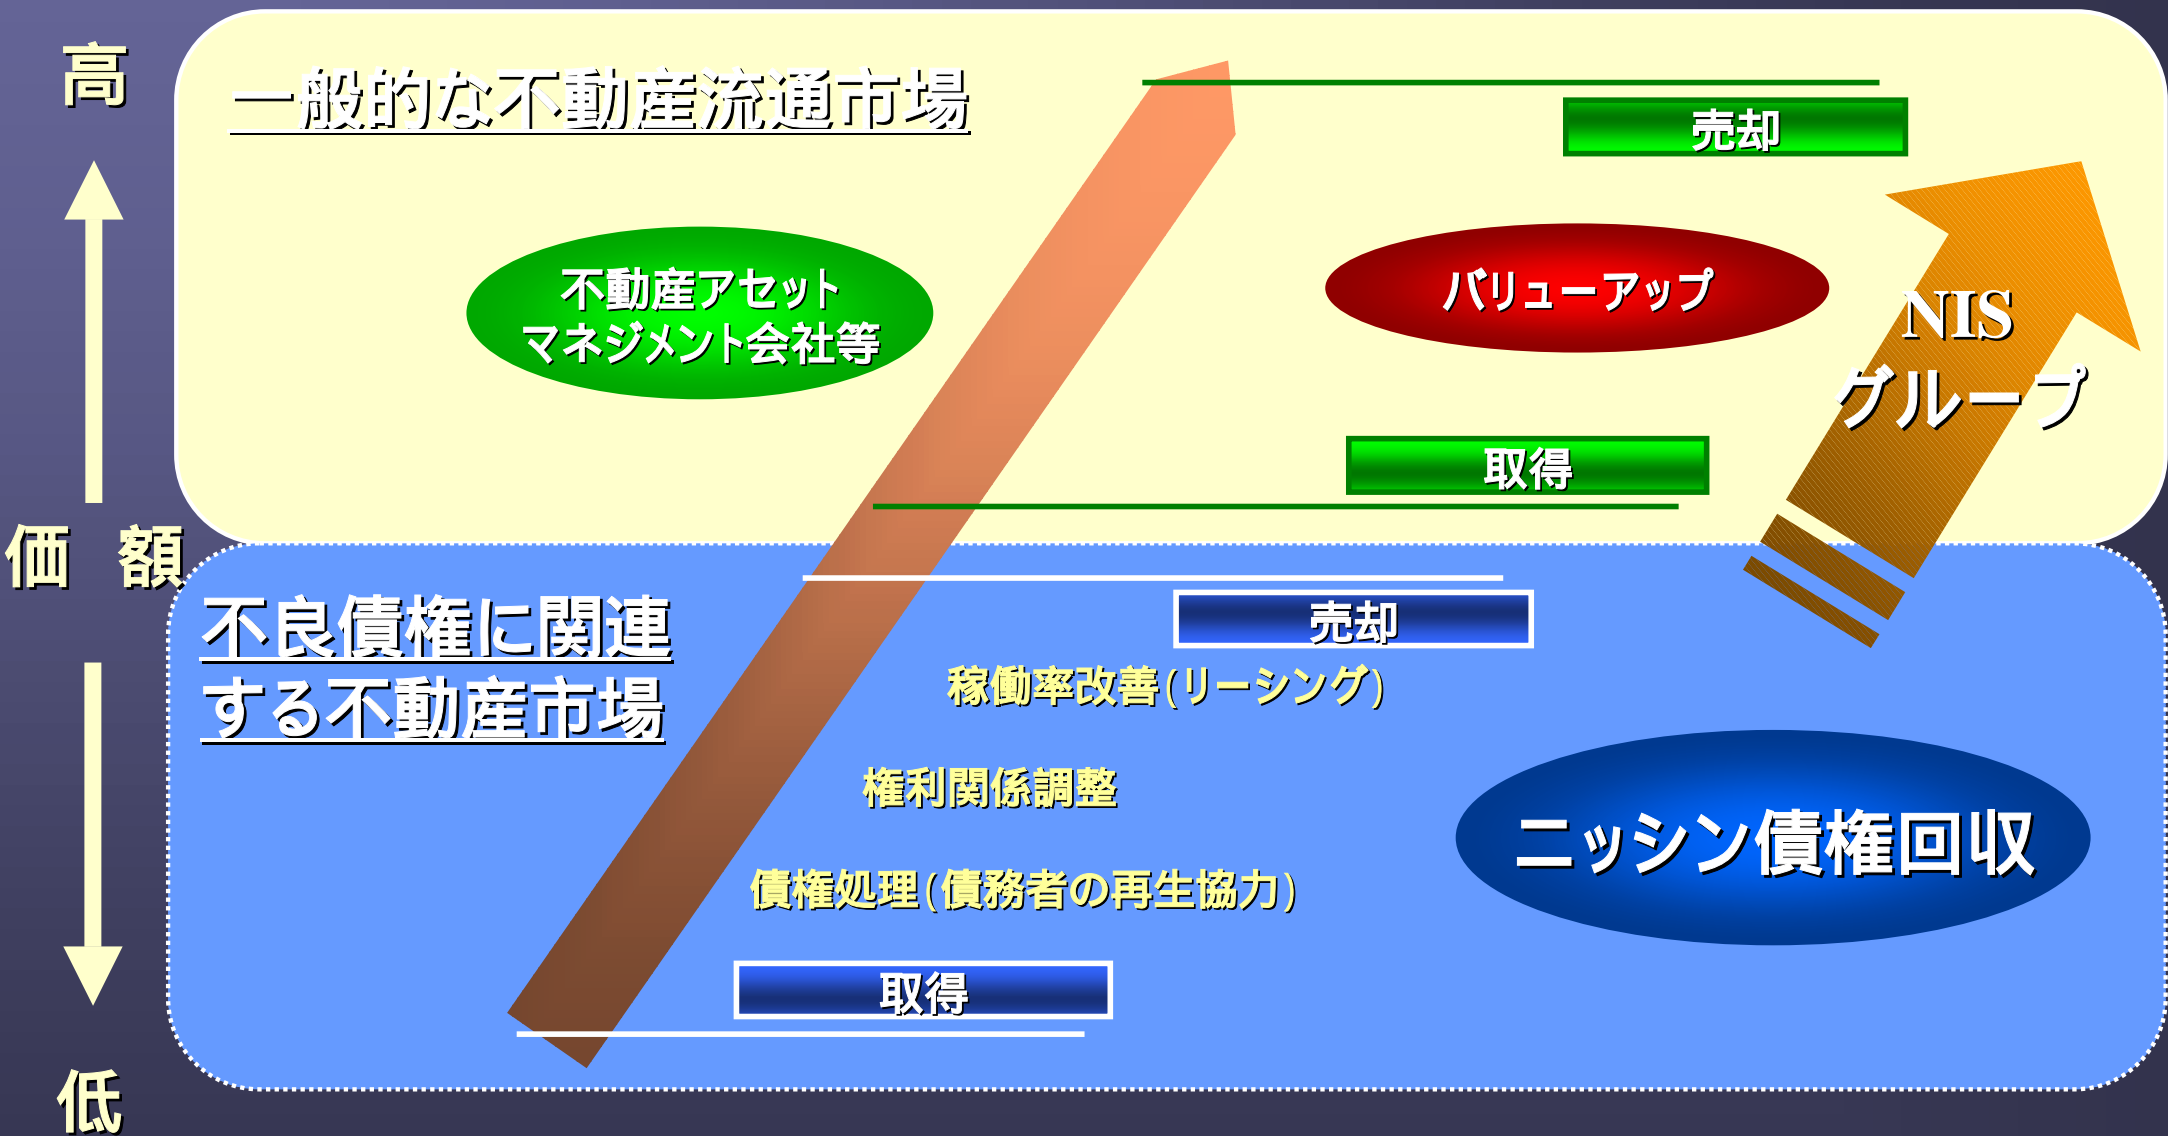 高
価 額
低
一般的な不動産流通市場
売却
不動産アセット
マネジメント会社等
バリューアップ
NIS
グループ
取得
不良債権に関連
する不動産市場
売却
稼働率改善(リーシング)
権利関係調整
ニッシン債権回収
債権処理(債務者の再生協力)
取得